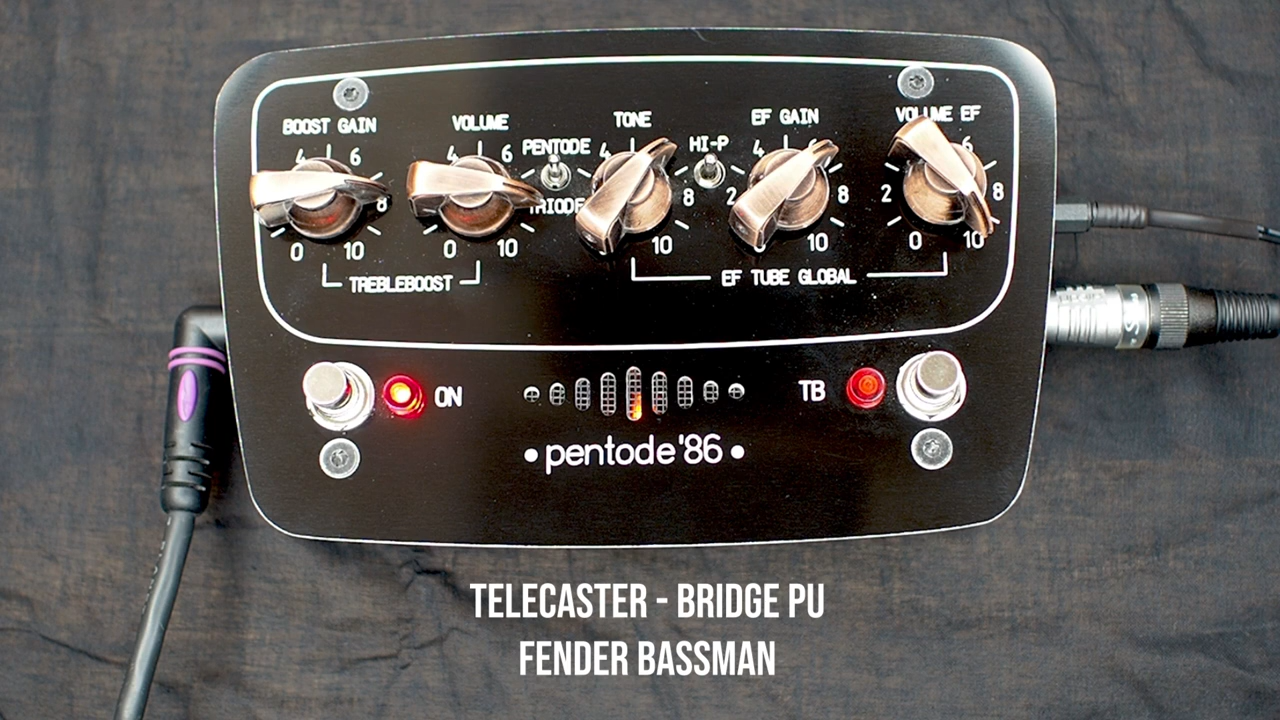 BOOST GAIN
VOLUME
PENTODE
TONE
HI-P
EF GAIN
VOLUME EF
4 6
8
0 10
4 6
0 10
TRIODE
4
8
10
4
2 8
10
6
2 8
0 10
TREBLEBOOST
EF TUBE GLOBAL
ON
TB
• pentode '86 •
TELECASTER - BRIDGE PU
FENDER BASSMAN